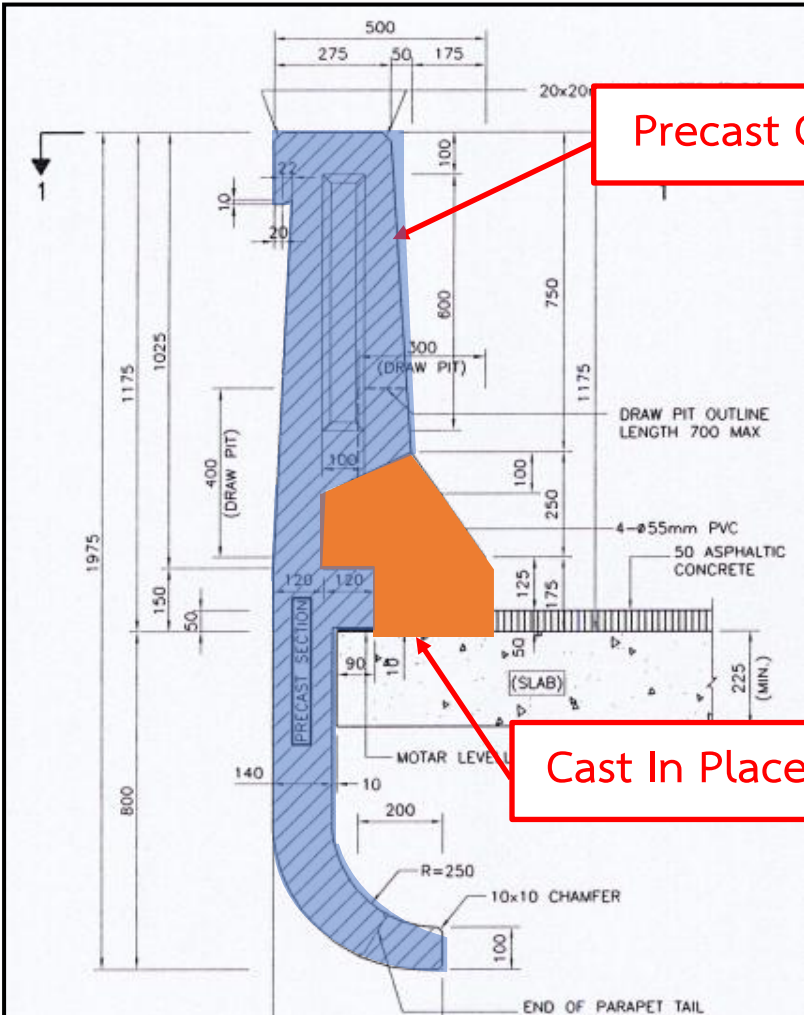 500
275 50 175
20x20
Precast C
1
1
100
22
10
20
750
600
1025
1175
300
(DRAW PIT)
1175
DRAW PIT OUTLINE
LENGTH 700 MAX
400
(DRAW PIT)
100
100
250
4-ø55mm PVC
50 ASPHALTIC
CONCRETE
1975
120 120
125
175
150
50
PRECAST SECTION
90
10
50
(SLAB)
225
(MIN.)
MOTAR LEVEL
Cast In Place
140
10
800
200
R=250
10x10 CHAMFER
100
END OF PARAPET TAIL